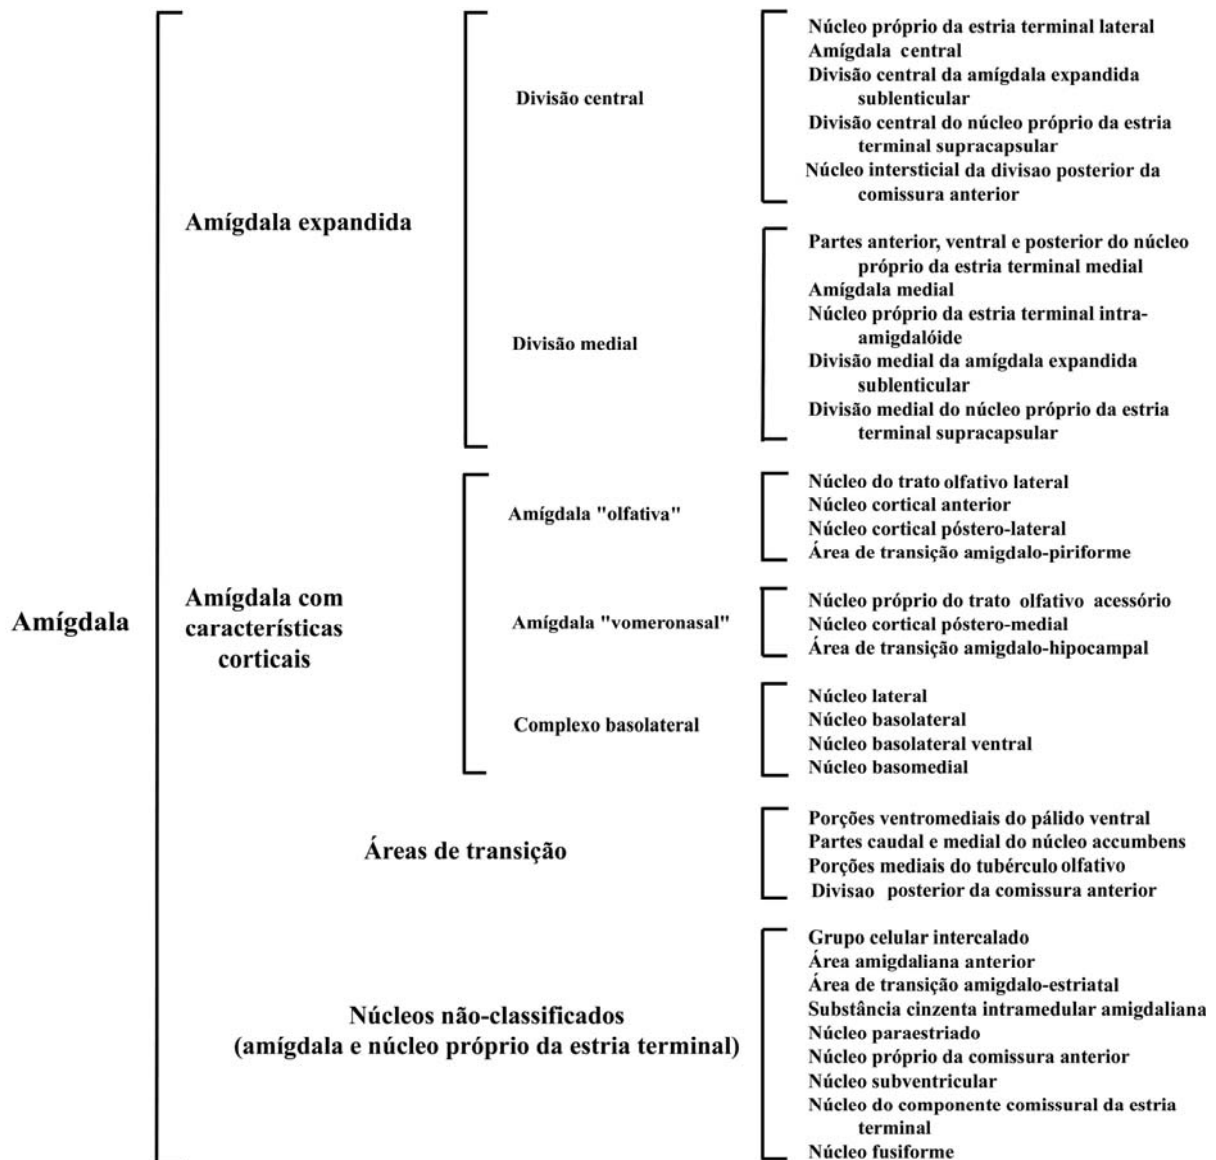 Amígdala
Amígdala expandida
Divisão central
Núcleo próprio da estria terminal lateral
Amígdala central
Divisão central da amígdala expandida
sublenticular
Divisão central do núcleo próprio da estria
terminal supracapsular
Núcleo intersticial da divisao posterior da
comissura anterior
Divisão medial
Partes anterior, ventral e posterior do núcleo
próprio da estria terminal medial
Amígdala medial
Núcleo próprio da estria terminal intra-
amigdalóide
Divisão medial da amígdala expandida
sublenticular
Divisão medial do núcleo próprio da estria
terminal supracapsular
Amígdala com
características
corticais
Amígdala "olfativa"
Núcleo do trato olfativo lateral
Núcleo cortical anterior
Núcleo cortical póstero-lateral
Área de transição amigdalo-piriforme
Amígdala "vomeronasal"
Núcleo próprio do trato olfativo acessório
Núcleo cortical póstero-medial
Área de transição amigdalo-hipocampal
Complexo basolateral
Núcleo lateral
Núcleo basolateral
Núcleo basolateral ventral
Núcleo basomedial
Áreas de transição
Porções ventromediais do pálido ventral
Partes caudal e medial do núcleo accumbens
Porções mediais do tubérculo olfativo
Divisao posterior da comissura anterior
Núcleos não-classificados
(amígdala e núcleo próprio da estria terminal)
Grupo celular intercalado
Área amigdaliana anterior
Área de transição amigdalo-estriatal
Substância cinzenta intramedular amigdaliana
Núcleo paraestriado
Núcleo próprio da comissura anterior
Núcleo subventricular
Núcleo do componente comissural da estria
terminal
Núcleo fusiforme